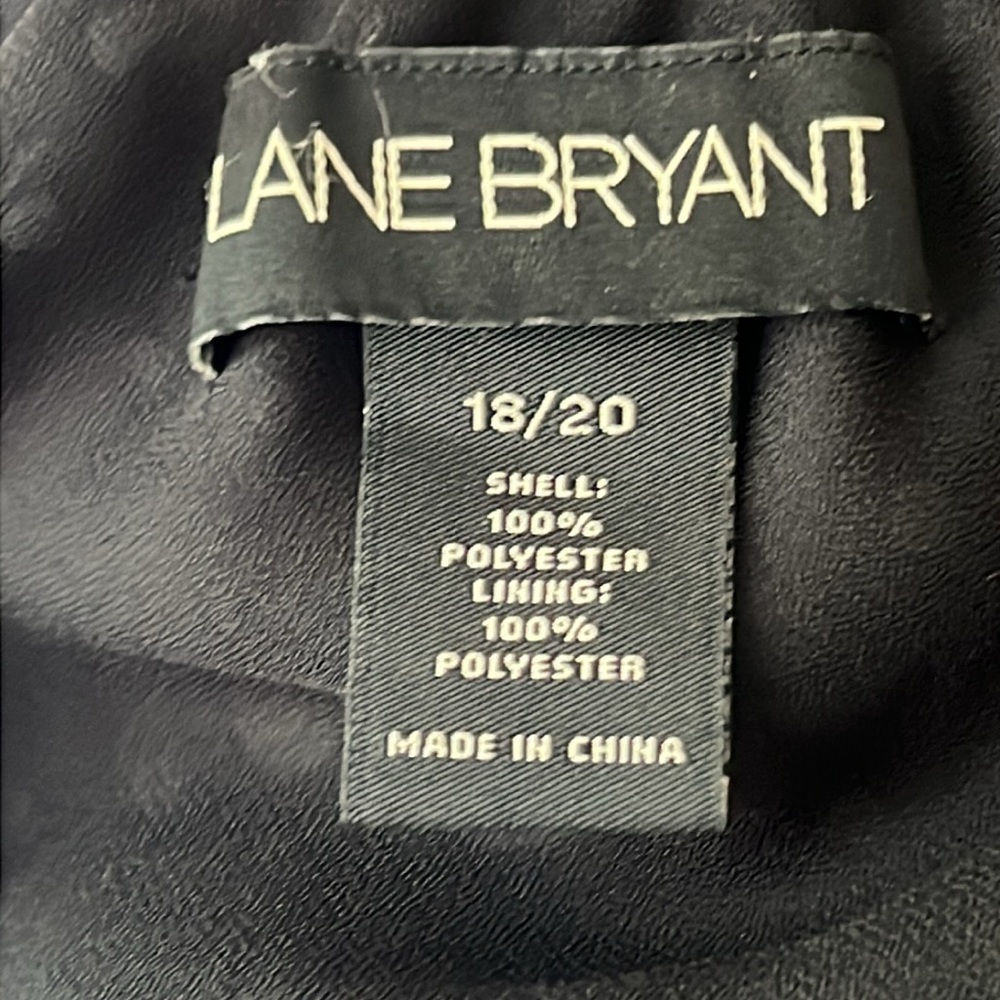 LANE BRYANT
18/20
SHELL:
100%
POLYESTER
LINING:
100%
POLYESTER
MADE IN CHINA